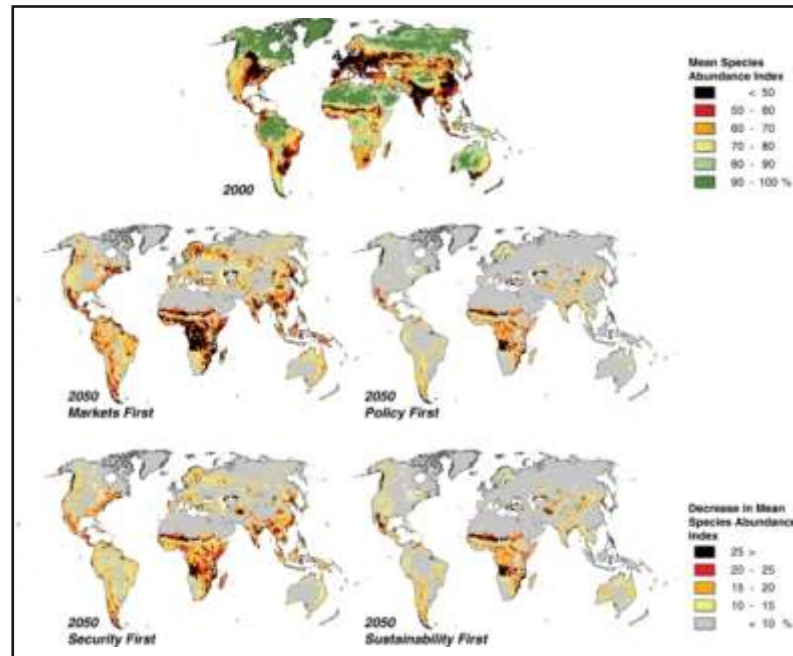 Mean Species
Abundance Index
< 50
50 - 60
60 - 70
70 - 80
80 - 90
90 - 100 %
2000
2050
Markets First
2050
Policy First
2050
Security First
2050
Sustainability First
Decrease in Mean
Species Abundance
Index
25 >
20 - 25
15 - 20
10 - 15
< 10 %